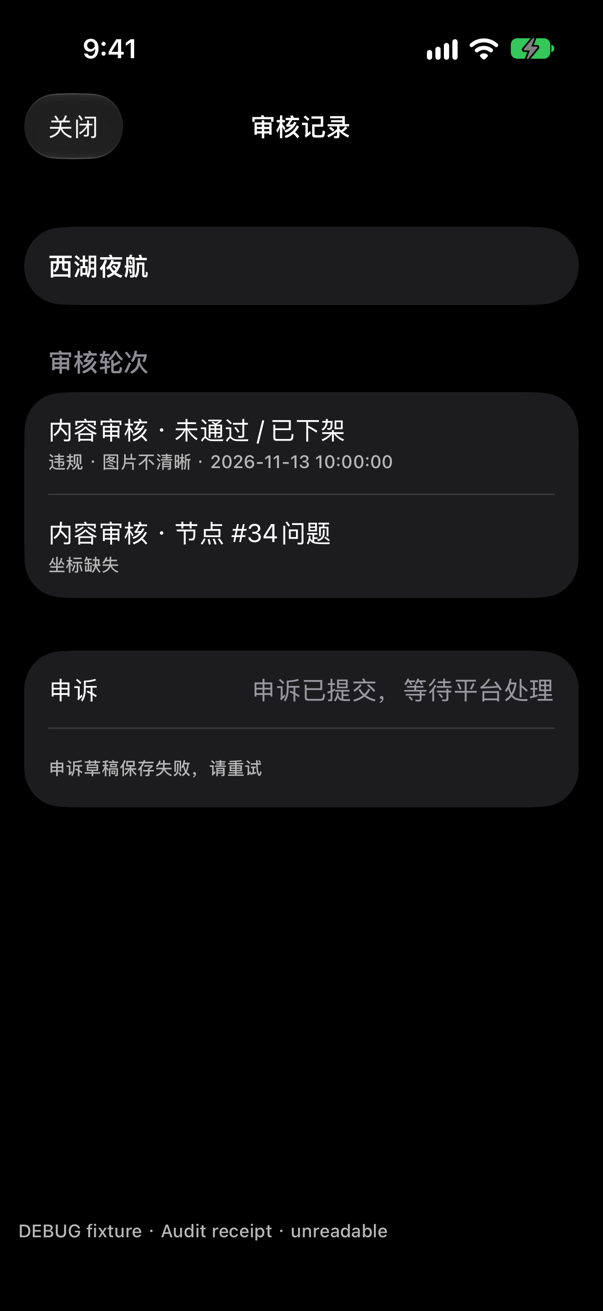 9:41
关闭
审核记录
西湖夜航
审核轮次
内容审核 · 未通过 / 已下架
违规 · 图片不清晰 · 2026-11-13 10:00:00
内容审核 · 节点 #34问题
坐标缺失
申诉 申诉已提交，等待平台处理
申诉草稿保存失败，请重试
DEBUG fixture · Audit receipt · unreadable